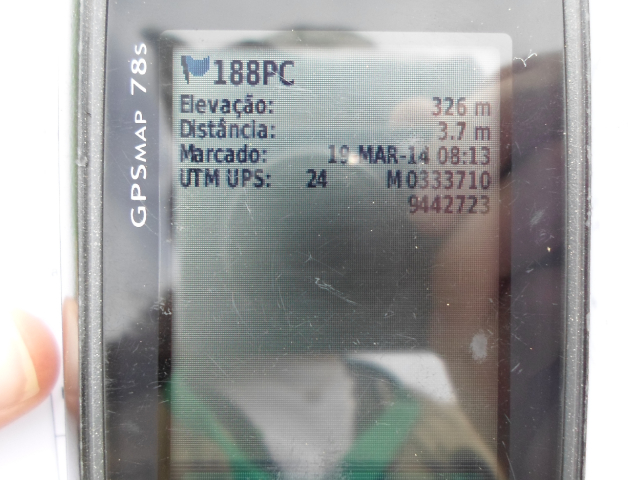 GPSMAP 78s
188PC
Elevação: 326 m
Distância: 3.7 m
Marcado: 19 MAR-14 08:13
UTM UPS: 24 M 0333710
9442723